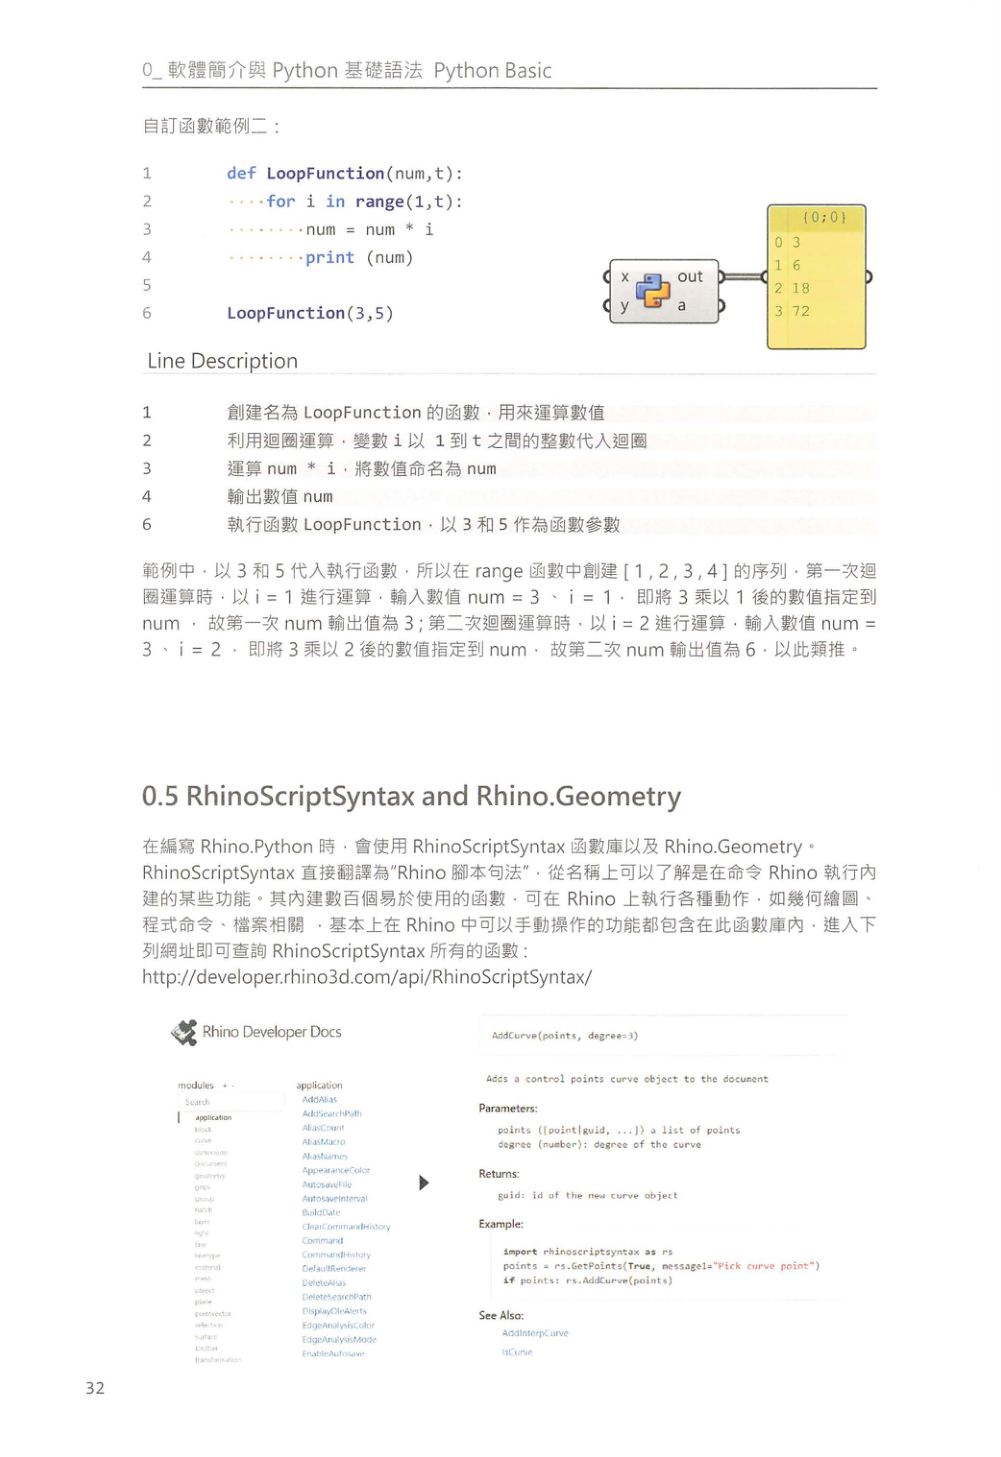 0_ 軟體簡介與 Python 基礎語法 Python Basic
自訂函數範例二：
1 def LoopFunction(num,t):
2 ····for i in range(1,t):
3 ········num = num * i
4 ········print (num)
5
6 LoopFunction(3,5)
x out
y a
{0;0}
0 3
1 6
2 18
3 72
Line Description
1 創建名為 LoopFunction 的函數，用來運算數值
2 利用迴圈運算，變數 i 以 1 到 t 之間的整數代入迴圈
3 運算 num * i，將數值命名為 num
4 輸出數值 num
6 執行函數 LoopFunction，以 3 和 5 作為函數參數
範例中，以 3 和 5 代入執行函數，所以在 range 函數中創建 [ 1 , 2 , 3 , 4 ] 的序列，第一次迴
圈運算時，以 i = 1 進行運算，輸入數值 num = 3 、 i = 1， 即將 3 乘以 1 後的數值指定到
num ， 故第一次 num 輸出值為 3 ; 第二次迴圈運算時，以 i = 2 進行運算，輸入數值 num =
3 、 i = 2 ， 即將 3 乘以 2 後的數值指定到 num， 故第二次 num 輸出值為 6，以此類推。
0.5 RhinoScriptSyntax and Rhino.Geometry
在編寫 Rhino.Python 時，會使用 RhinoScriptSyntax 函數庫以及 Rhino.Geometry。
RhinoScriptSyntax 直接翻譯為"Rhino 腳本句法"，從名稱上可以了解是在命令 Rhino 執行內
建的某些功能。其內建數百個易於使用的函數，可在 Rhino 上執行各種動作，如幾何繪圖、
程式命令、檔案相關 ，基本上在 Rhino 中可以手動操作的功能都包含在此函數庫內，進入下
列網址即可查詢 RhinoScriptSyntax 所有的函數：
http://developer.rhino3d.com/api/RhinoScriptSyntax/
Rhino Developer Docs
modules + -
Search
application
block
curve
dimension
document
geometry
grips
group
hatch
layer
light
line
linetype
material
mesh
object
plane
pointvector
selection
surface
toolbar
transformation
application
AddAlias
AddSearchPath
AliasCount
AliasMacro
AliasNames
AppearanceColor
AutosaveFile
AutosaveInterval
BuildDate
ClearCommandHistory
Command
CommandHistory
DefaultRenderer
DeleteAlias
DeleteSearchPath
DisplayOleAlerts
EdgeAnalysisColor
EdgeAnalysisMode
EnableAutosave
AddCurve(points, degree=3)
Adds a control points curve object to the document
Parameters:
points ([point|guid, ...]) a list of points
degree (number): degree of the curve
Returns:
guid: id of the new curve object
Example:
import rhinoscriptsyntax as rs
points = rs.GetPoints(True, message1="Pick curve point")
if points: rs.AddCurve(points)
See Also:
AddInterpCurve
IsCurve
32